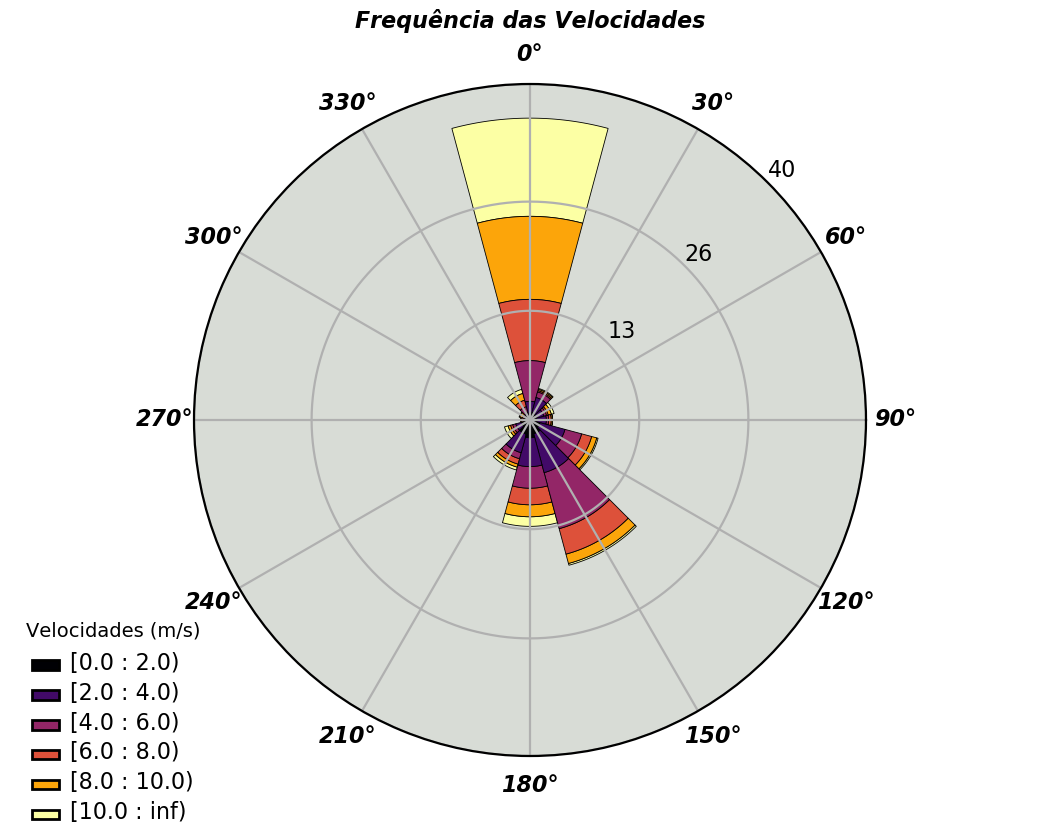 Frequência das Velocidades
0°
330°
30°
40
300°
60°
26
13
270°
90°
240°
120°
210°
150°
180°
Velocidades (m/s)
[0.0 : 2.0)
[2.0 : 4.0)
[4.0 : 6.0)
[6.0 : 8.0)
[8.0 : 10.0)
[10.0 : inf)